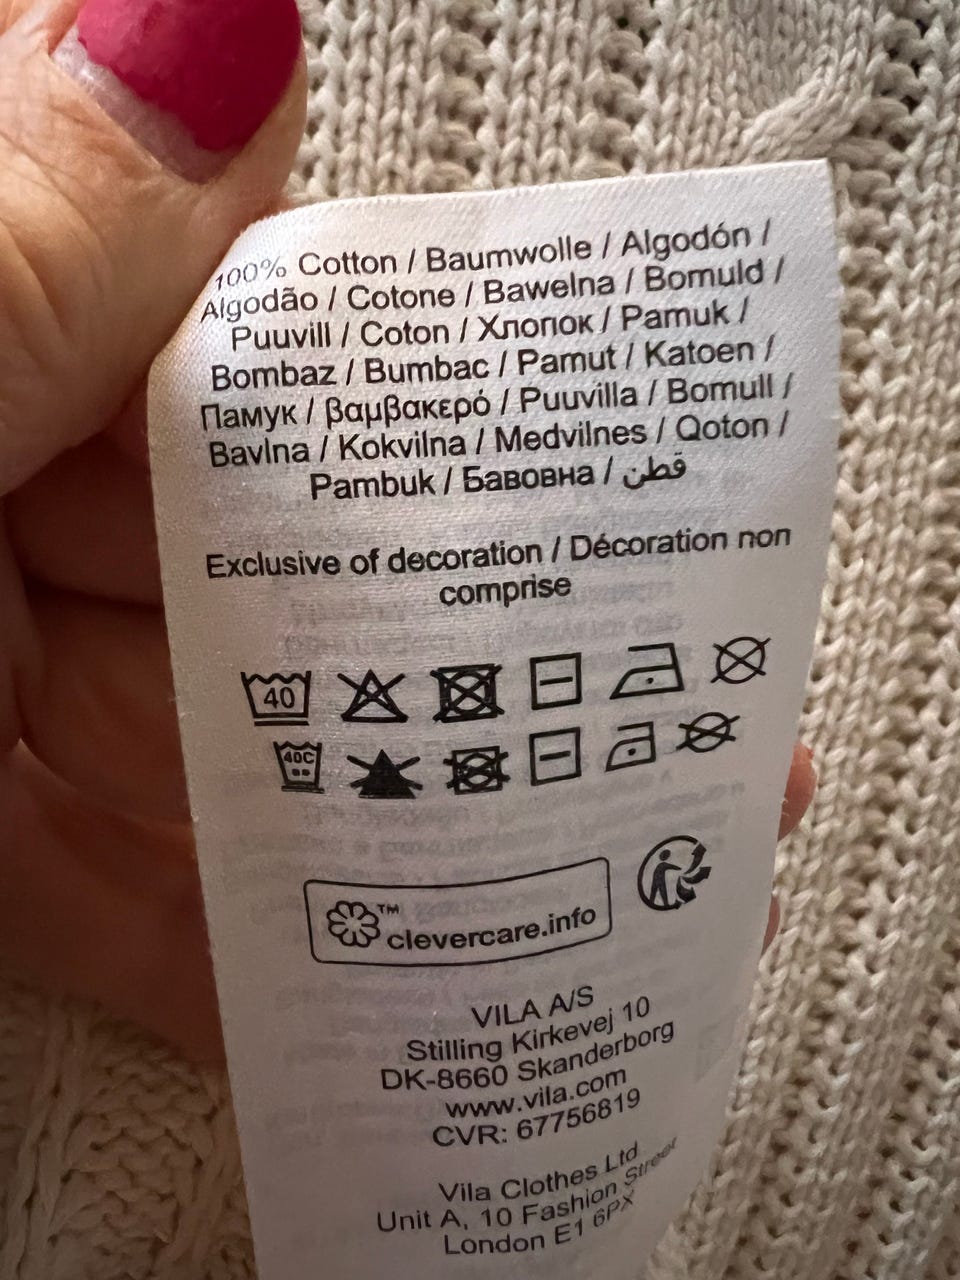 100% Cotton / Baumwolle / Algodón /
Algodão / Cotone / Bawelna / Bomuld /
Puuvill / Coton / Хлопок / Pamuk /
Bombaz / Bumbac / Pamut / Katoen /
Памук / βαμβακερό / Puuvilla / Bomull /
Bavlna / Kokvilna / Medvilnes / Qoton /
Pambuk / Бавовна / قطن
Exclusive of decoration / Décoration non
comprise
40
40C
TM
clevercare.info
VILA A/S
Stilling Kirkevej 10
DK-8660 Skanderborg
www.vila.com
CVR: 67756819
Vila Clothes Ltd
Unit A, 10 Fashion Street
London E1 6PX